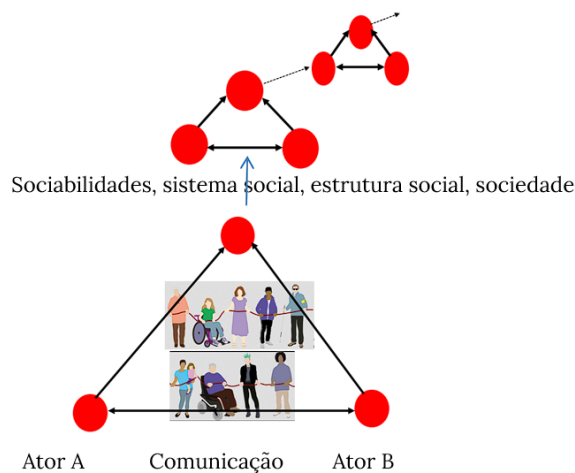 Sociabilidades, sistema social, estrutura social, sociedade
Ator A Comunicação Ator B